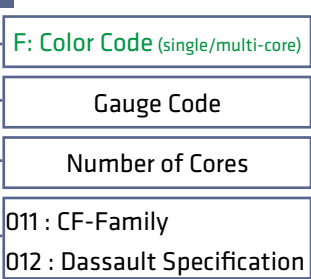 F: Color Code (single/multi-core)
Gauge Code
Number of Cores
011 : CF-Family
012 : Dassault Specification